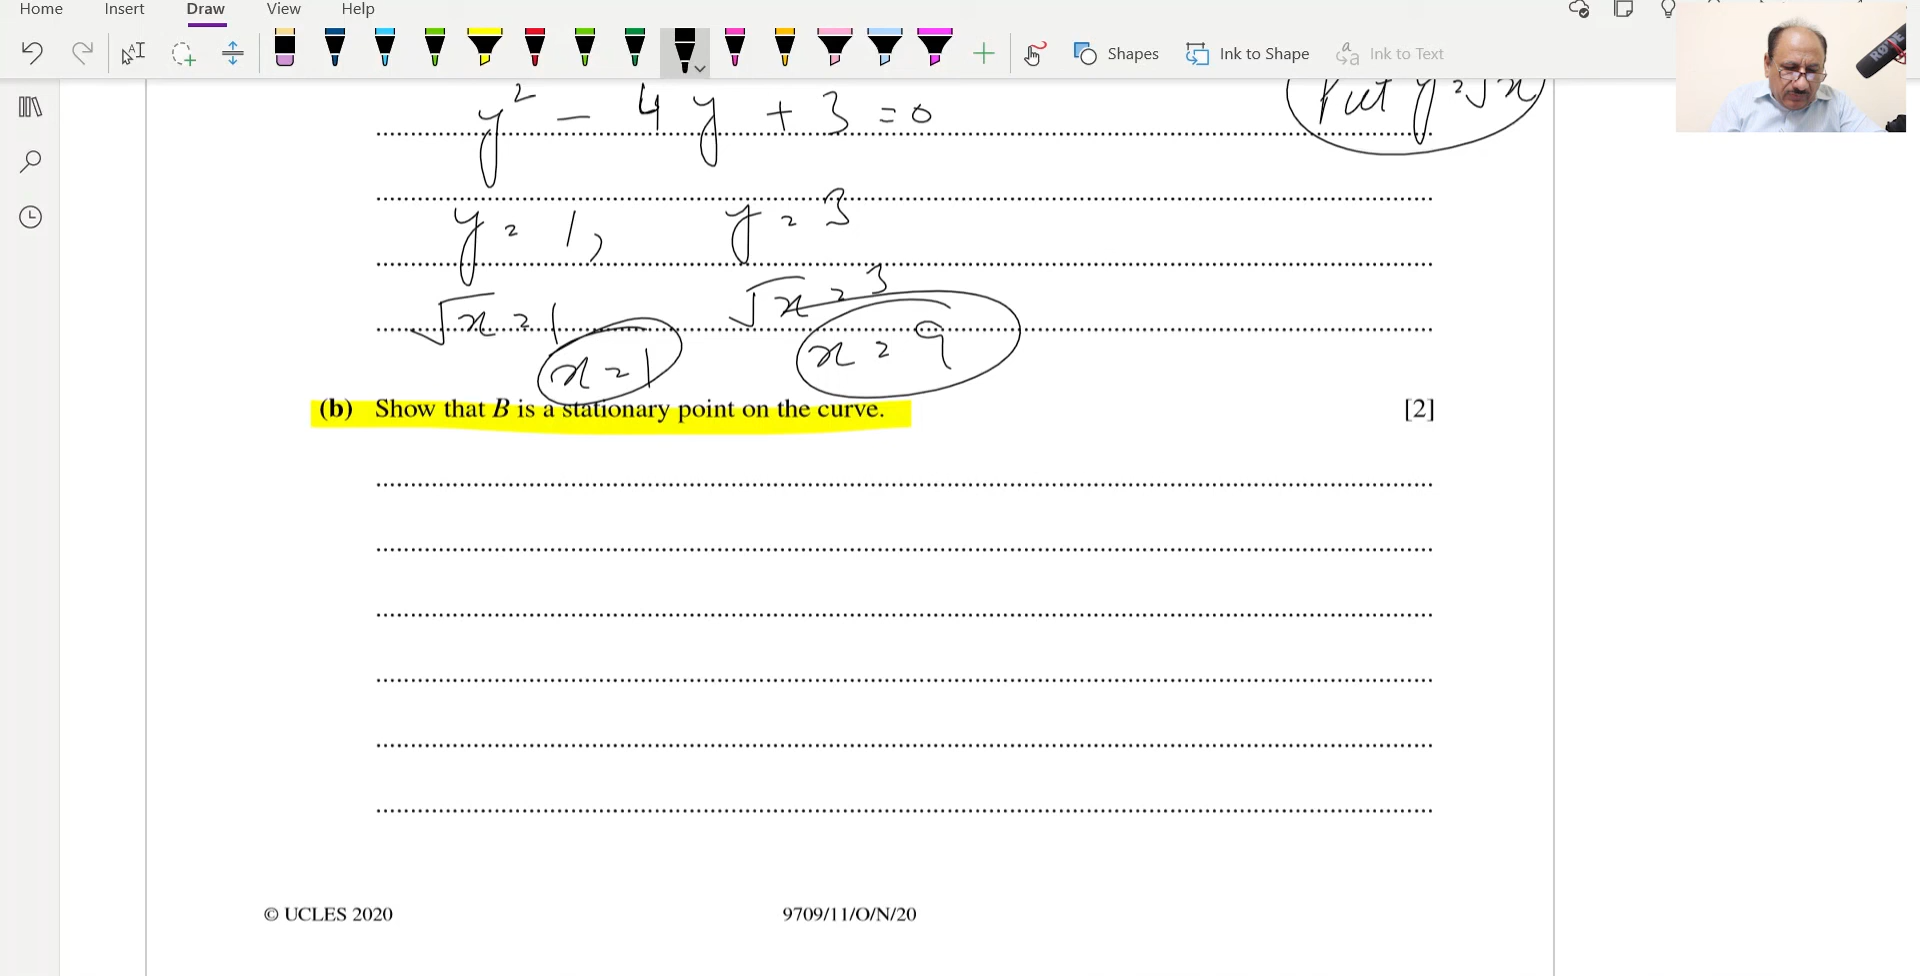 Home Insert Draw View Help
Shapes Ink to Shape Ink to Text
RØDE
Put y=√x
y² - 4y + 3 = 0
y = 1, y = 3
√x = 1 √x = 3
x = 1 x = 9
(b) Show that B is a stationary point on the curve. [2]
© UCLES 2020 9709/11/O/N/20